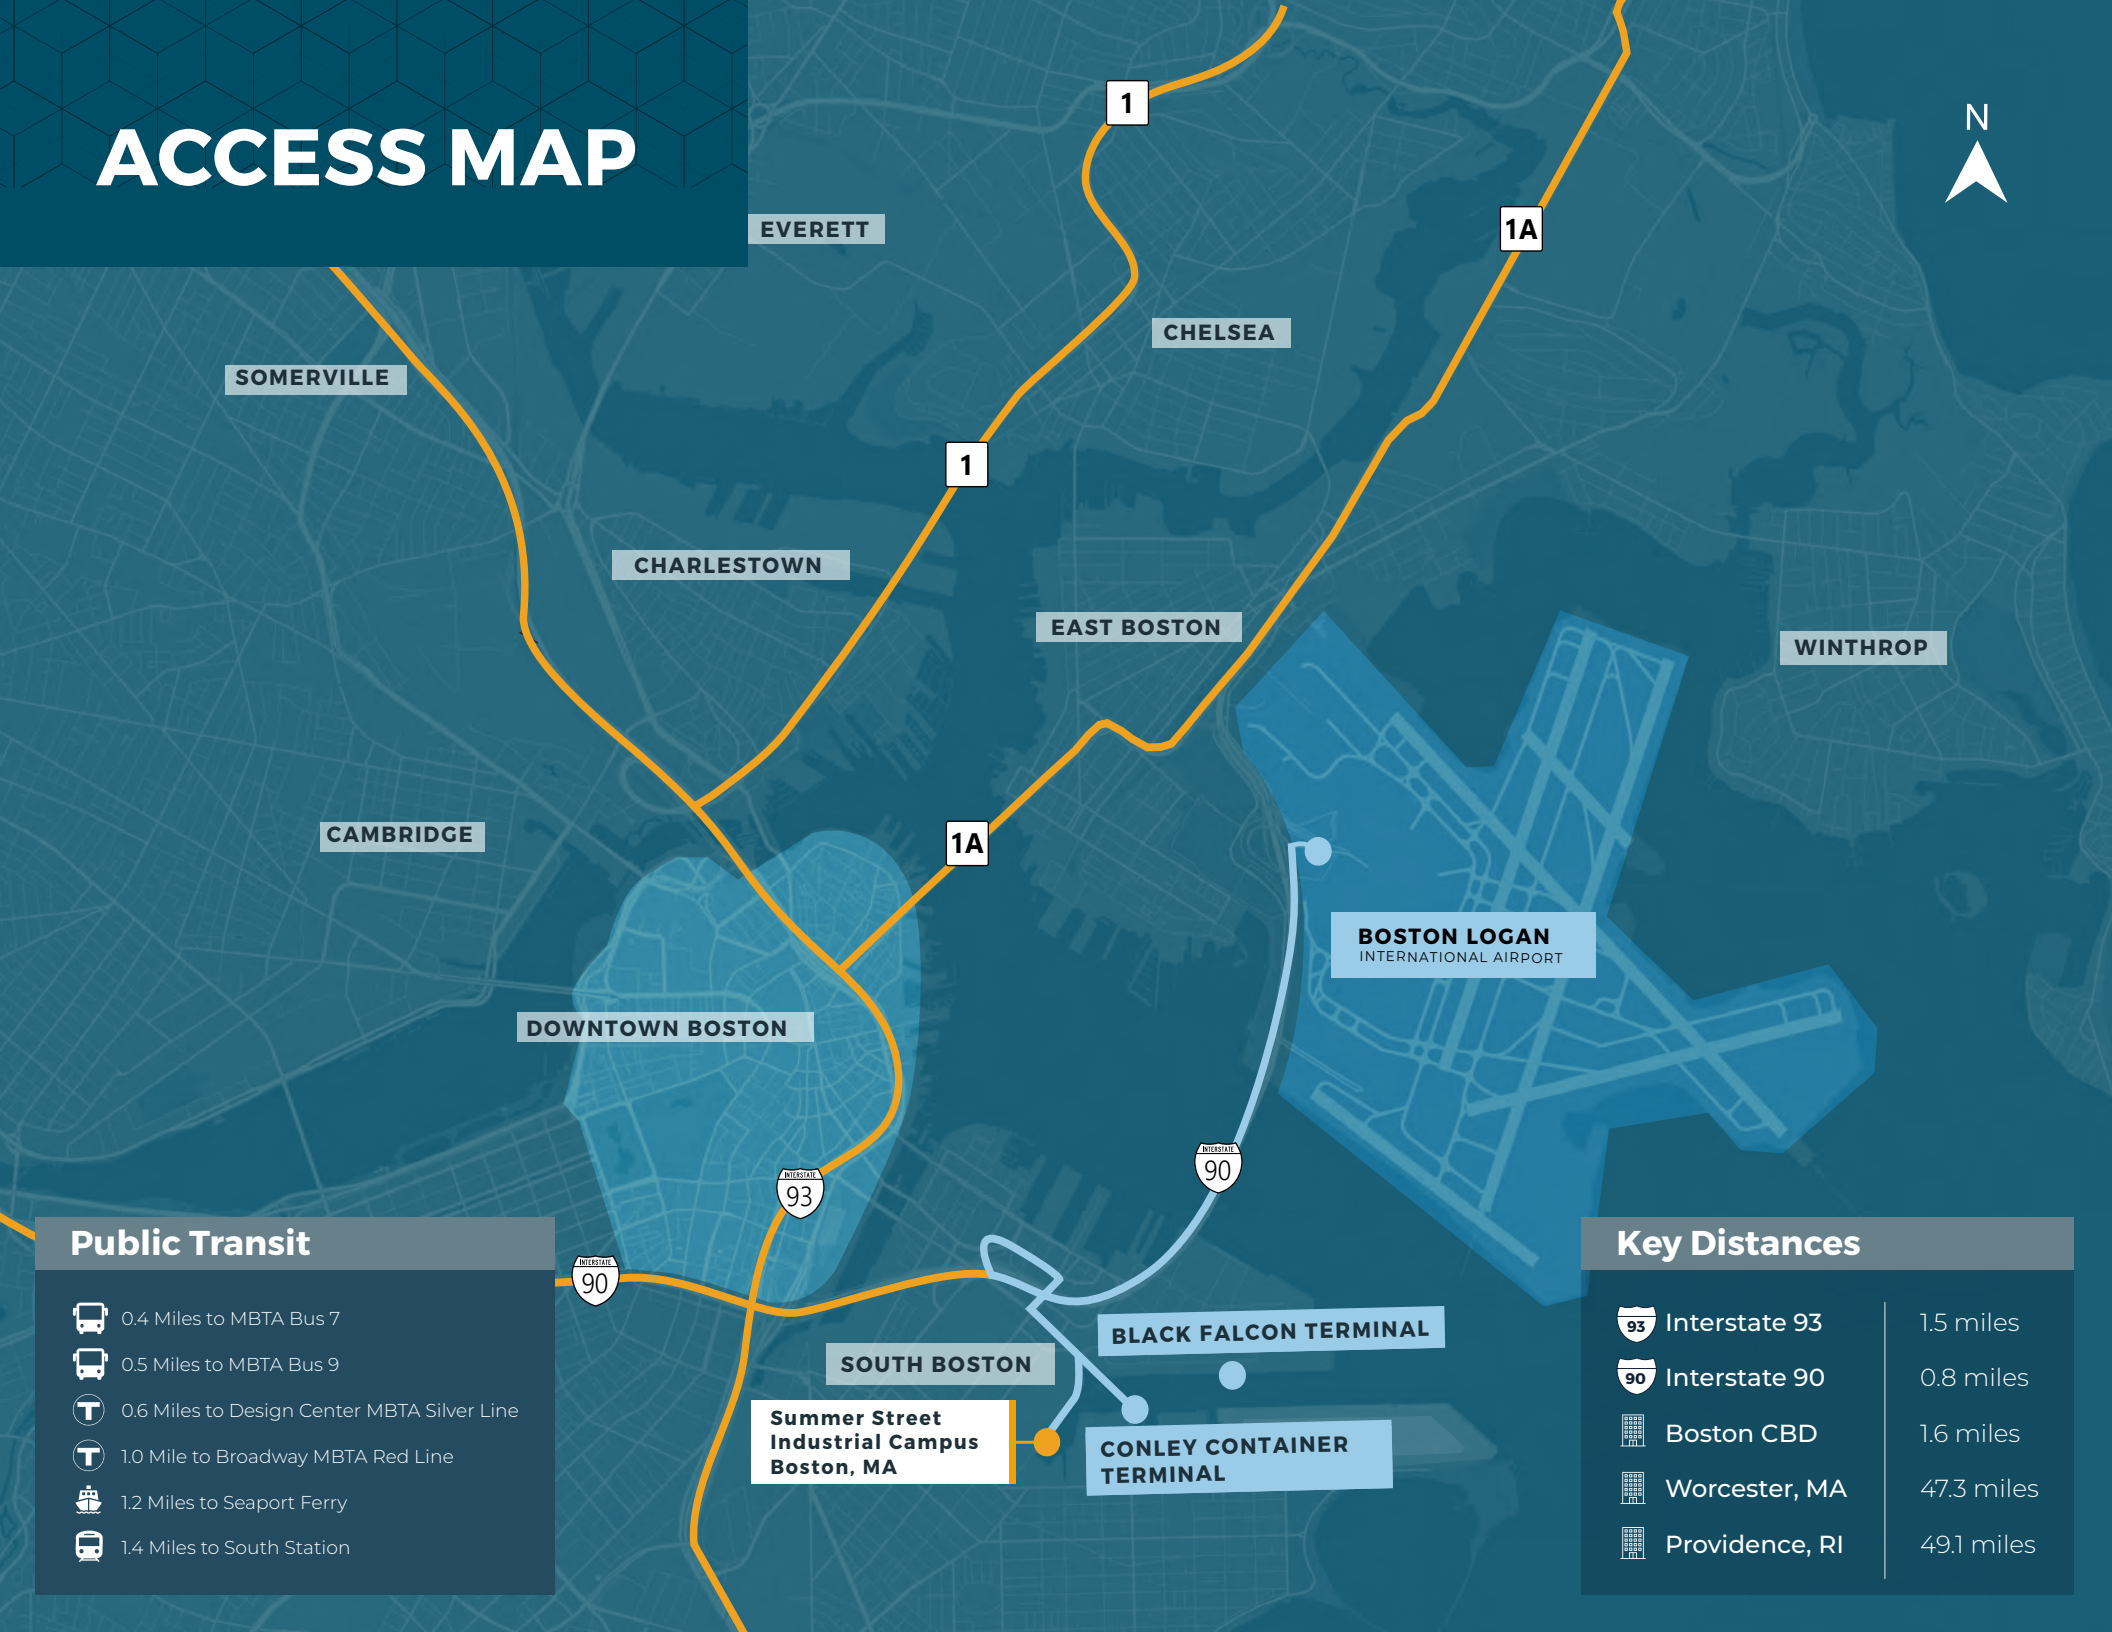 ACCESS MAP
N
1
1A
EVERETT
CHELSEA
SOMERVILLE
1
CHARLESTOWN
EAST BOSTON
WINTHROP
CAMBRIDGE
1A
BOSTON LOGAN
INTERNATIONAL AIRPORT
DOWNTOWN BOSTON
INTERSTATE
90
INTERSTATE
93
INTERSTATE
90
BLACK FALCON TERMINAL
SOUTH BOSTON
Summer Street
Industrial Campus
Boston, MA
CONLEY CONTAINER
TERMINAL
Public Transit
0.4 Miles to MBTA Bus 7
0.5 Miles to MBTA Bus 9
T 0.6 Miles to Design Center MBTA Silver Line
T 1.0 Mile to Broadway MBTA Red Line
1.2 Miles to Seaport Ferry
1.4 Miles to South Station
Key Distances
93 Interstate 93 1.5 miles
90 Interstate 90 0.8 miles
Boston CBD 1.6 miles
Worcester, MA 47.3 miles
Providence, RI 49.1 miles